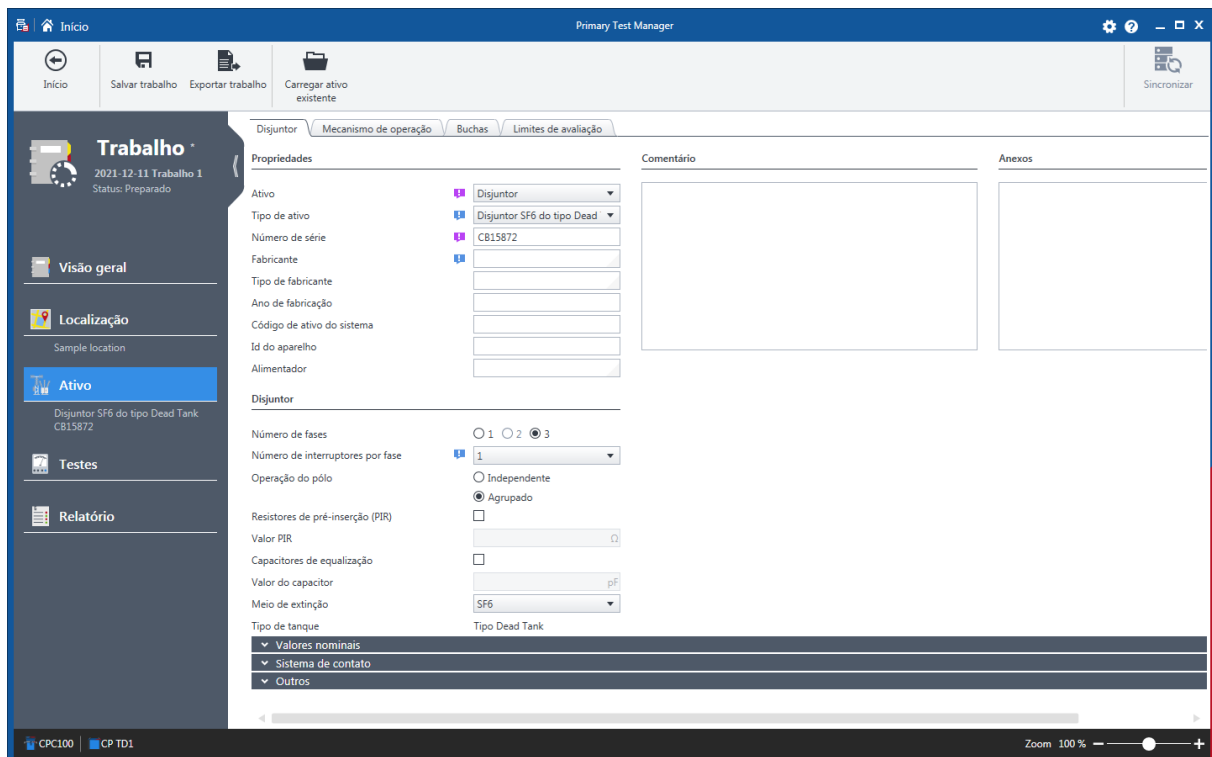 Início
Primary Test Manager
Início
Salvar trabalho
Exportar trabalho
Carregar ativo
existente
Sincronizar
Trabalho *
2021-12-11 Trabalho 1
Status: Preparado
Visão geral
Localização
Sample location
Ativo
Disjuntor SF6 do tipo Dead Tank
CB15872
Testes
Relatório
Disjuntor
Mecanismo de operação
Buchas
Limites de avaliação
Propriedades
Ativo Disjuntor
Tipo de ativo Disjuntor SF6 do tipo Dead
Número de série CB15872
Fabricante
Tipo de fabricante
Ano de fabricação
Código de ativo do sistema
Id do aparelho
Alimentador
Comentário
Anexos
Disjuntor
Número de fases 1 2 3
Número de interruptores por fase 1
Operação do pólo Independente
Agrupado
Resistores de pré-inserção (PIR)
Valor PIR Ω
Capacitores de equalização
Valor do capacitor pF
Meio de extinção SF6
Tipo de tanque Tipo Dead Tank
Valores nominais
Sistema de contato
Outros
CPC100
CP TD1
Zoom 100 %